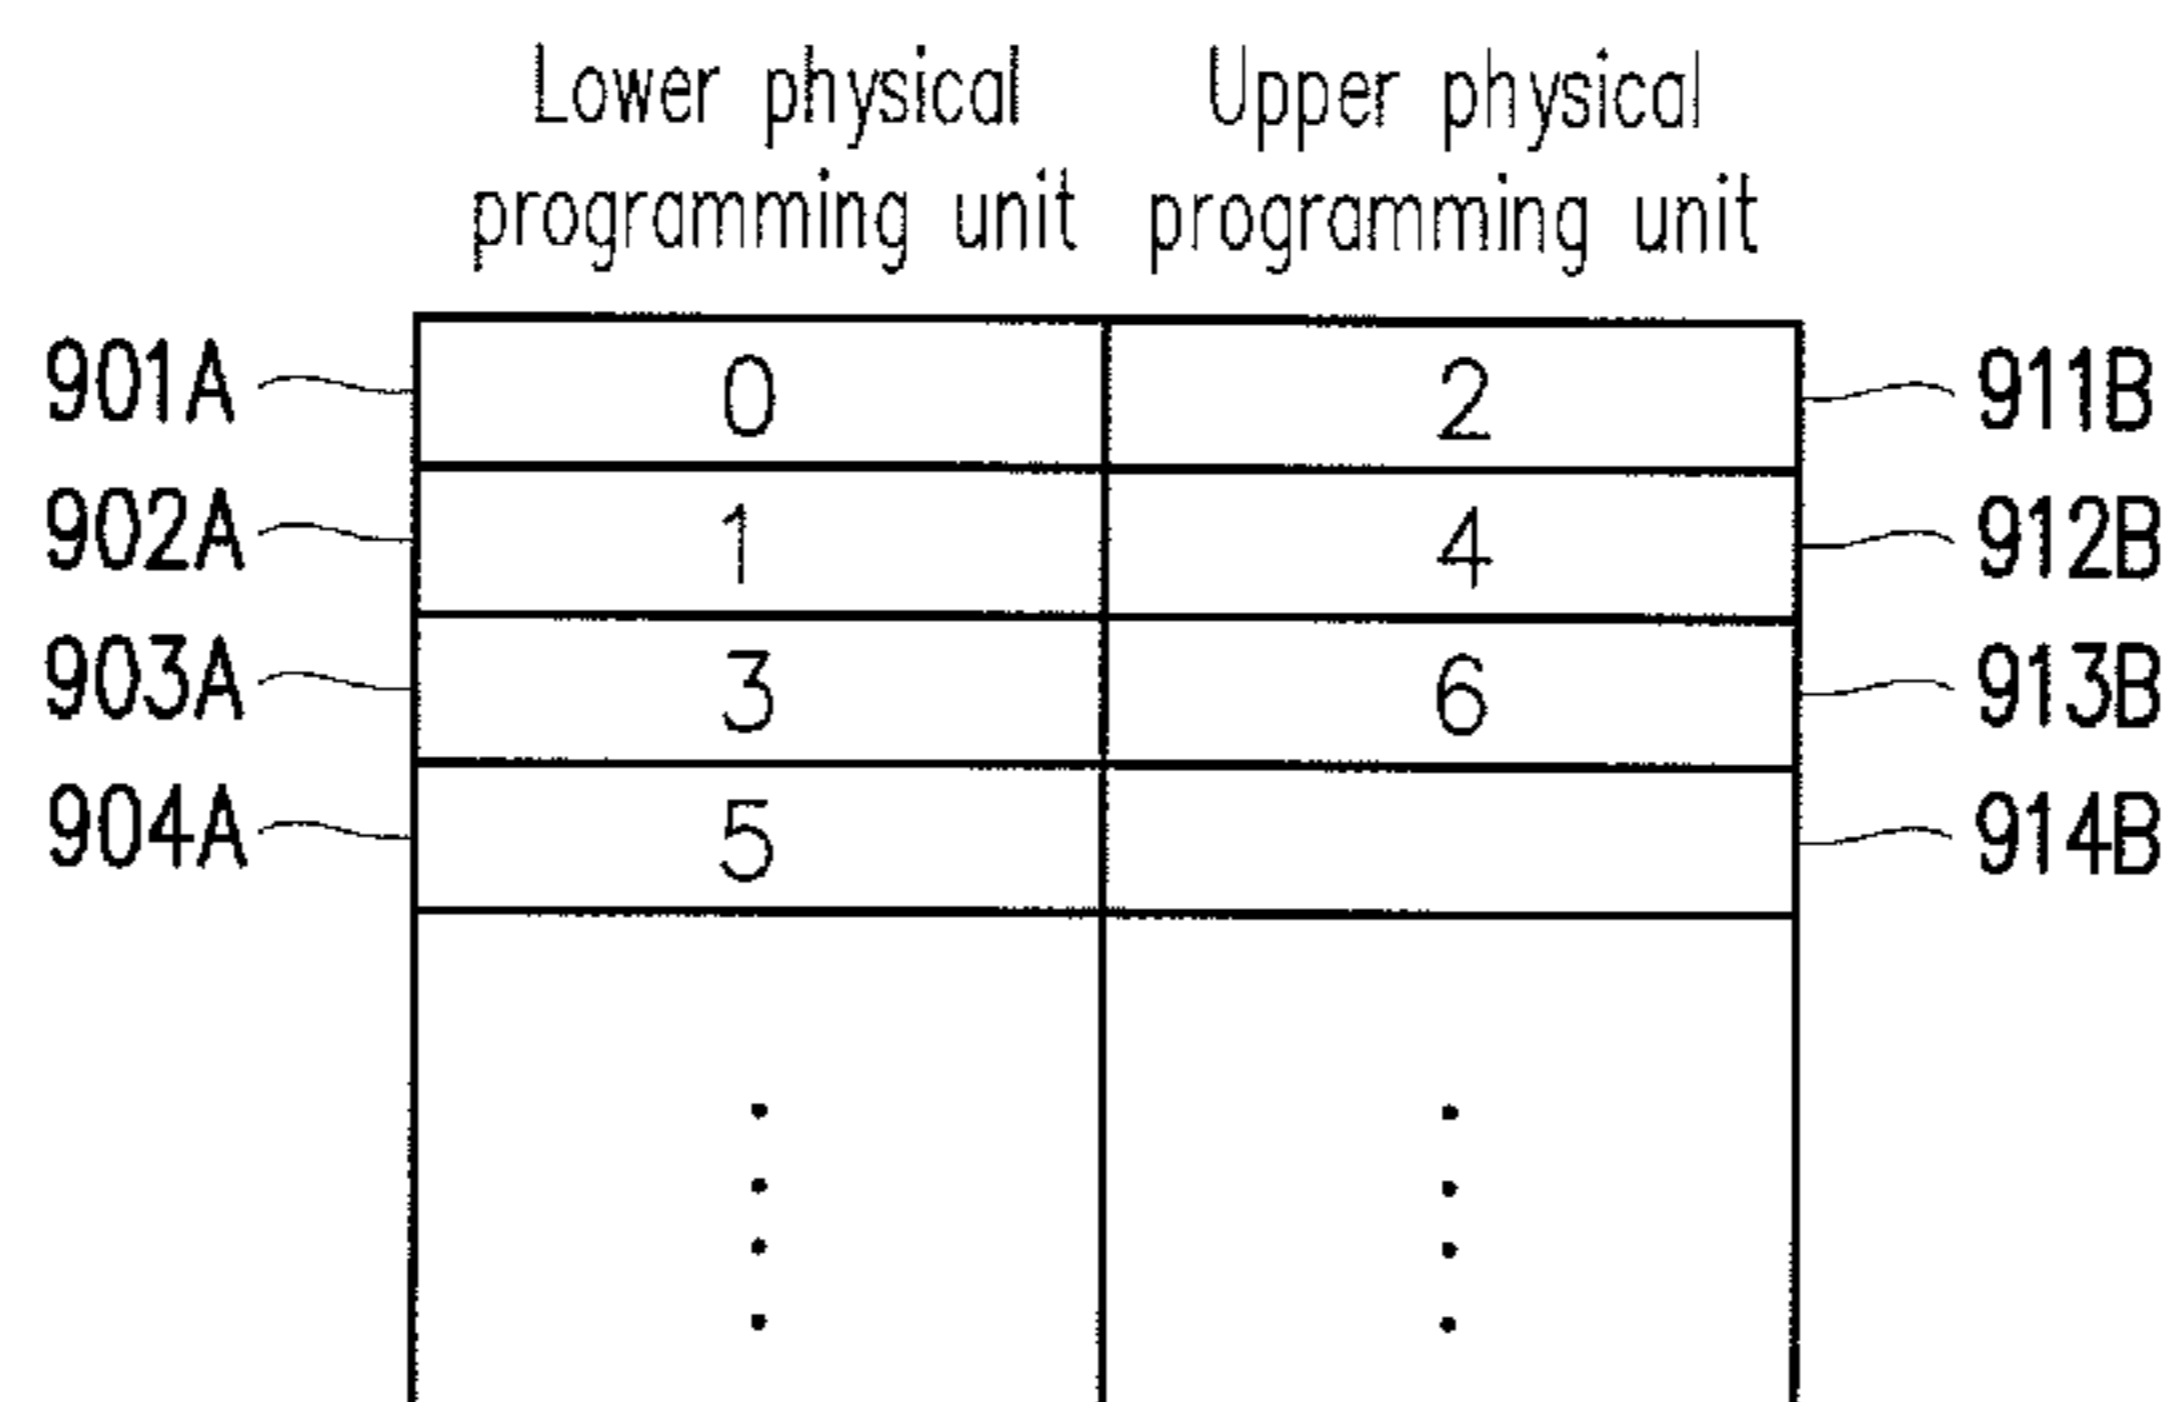 Lower physical
programming unit
Upper physical
programming unit
901A 0 2 911B
902A 1 4 912B
903A 3 6 913B
904A 5 914B